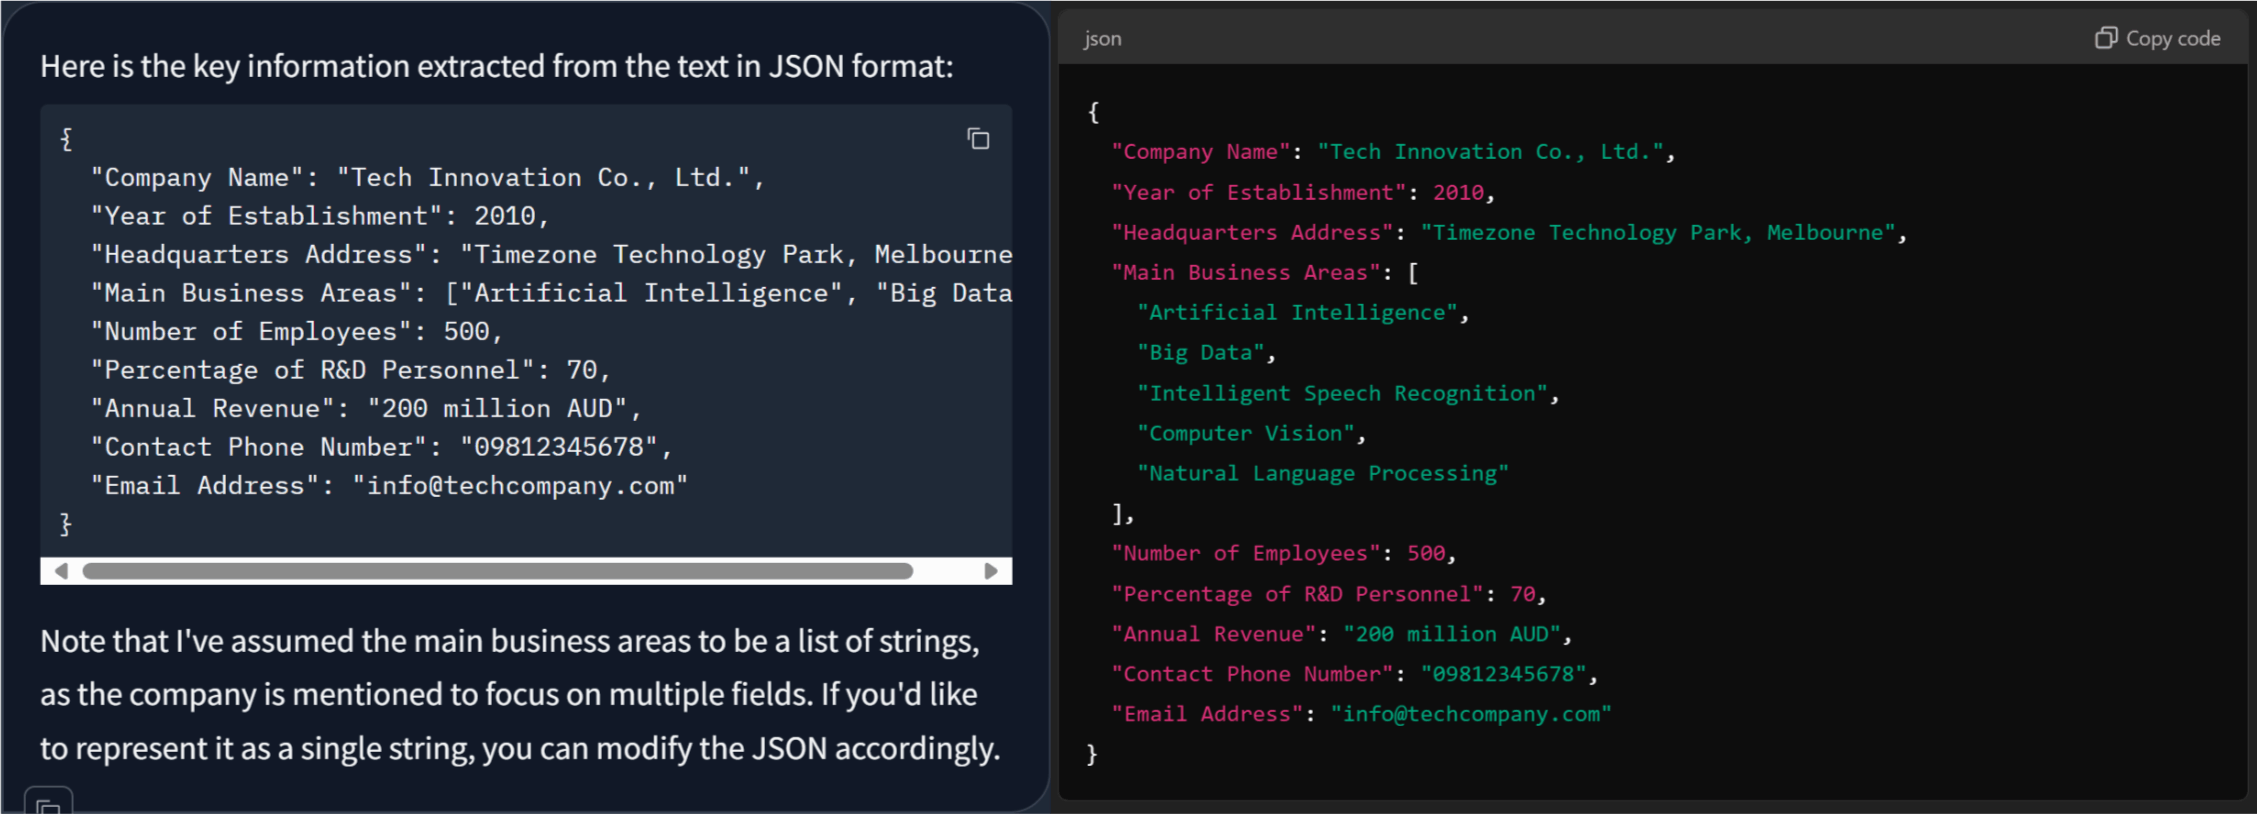 Here is the key information extracted from the text in JSON format:
{
  "Company Name": "Tech Innovation Co., Ltd.",
  "Year of Establishment": 2010,
  "Headquarters Address": "Timezone Technology Park, Melbourne
  "Main Business Areas": ["Artificial Intelligence", "Big Data
  "Number of Employees": 500,
  "Percentage of R&D Personnel": 70,
  "Annual Revenue": "200 million AUD",
  "Contact Phone Number": "09812345678",
  "Email Address": "info@techcompany.com"
}
Note that I've assumed the main business areas to be a list of strings,
as the company is mentioned to focus on multiple fields. If you'd like
to represent it as a single string, you can modify the JSON accordingly.
json
Copy code
{
  "Company Name": "Tech Innovation Co., Ltd.",
  "Year of Establishment": 2010,
  "Headquarters Address": "Timezone Technology Park, Melbourne",
  "Main Business Areas": [
    "Artificial Intelligence",
    "Big Data",
    "Intelligent Speech Recognition",
    "Computer Vision",
    "Natural Language Processing"
  ],
  "Number of Employees": 500,
  "Percentage of R&D Personnel": 70,
  "Annual Revenue": "200 million AUD",
  "Contact Phone Number": "09812345678",
  "Email Address": "info@techcompany.com"
}